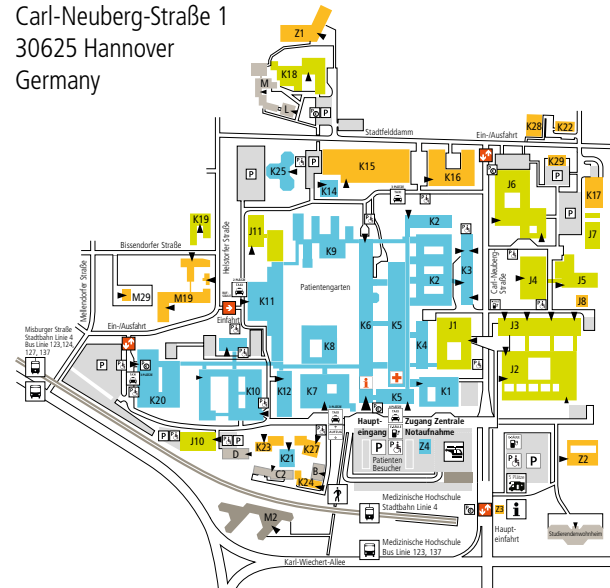 Carl-Neuberg-Straße 1
30625 Hannover
Germany
Z1
K18
M
L
P
Stadtfelddamm
Ein-/Ausfahrt
K28
K22
K15
K16
K29
K25
K14
P
P
P
J6
K17
K19
J11
K2
J7
Bissendorfer Straße
Helstorfer Straße
Mellendorfer Straße
K9
K3
Carl-Neuberg-
Straße
Patientengarten
K2
J4
J5
M29
M19
K11
K6
K5
J8
Misburger Straße
Stadtbahn Linie 4
Bus Linie 123,124,
127, 137
Ein-/Ausfahrt
Einfahrt
K8
K4
J1
J3
J2
P
K20
K10
K12
K7
i
K5
K1
Haupt-
eingang
Zugang Zentrale
Notaufnahme
J10
P
D
K23
K21
K27
P
P
Z4
Patienten
Besucher
P
P
Z2
C2
B
K24
5 Plätze
M2
Medizinische Hochschule
Stadtbahn Linie 4
Z3
i
Haupt-
einfahrt
Studierendenwohnheim
Medizinische Hochschule
Bus Linie 123, 137
Karl-Wiechert-Allee